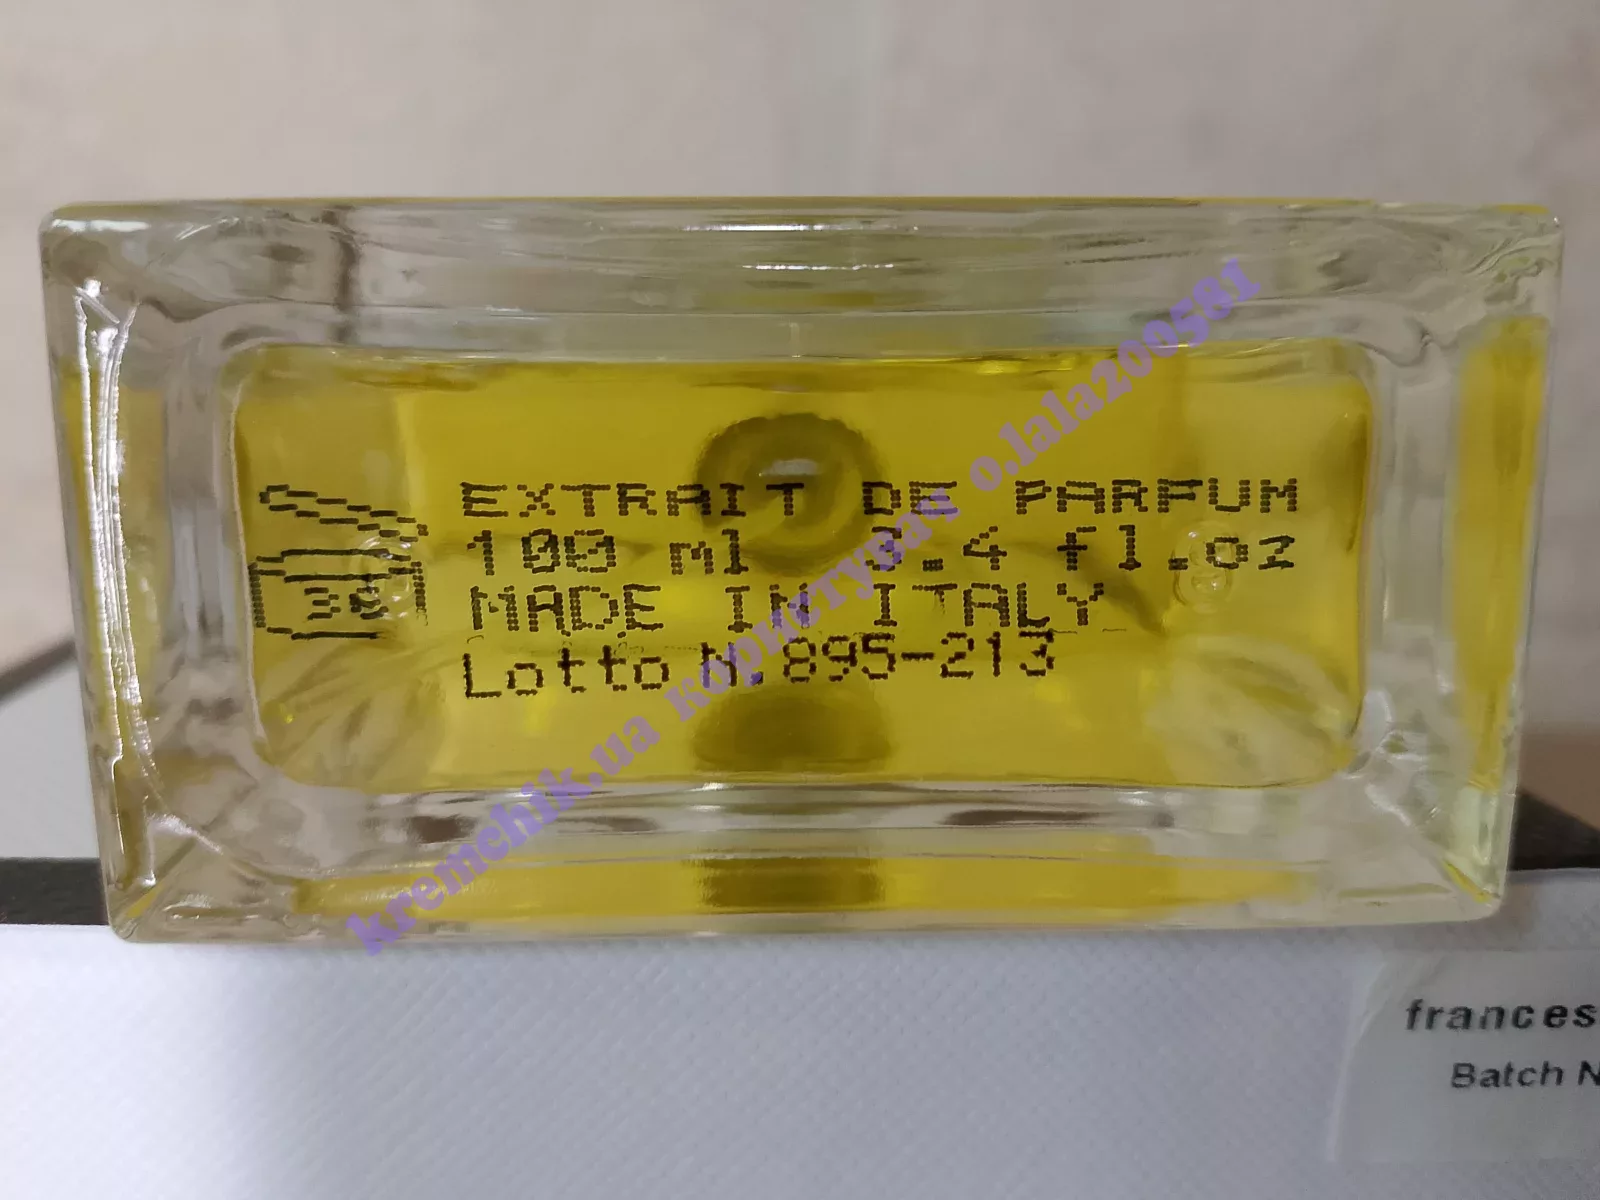 EXTRAIT DE PARFUM
100 ml 3.4 fl.oz
MADE IN ITALY
Lotto N. 895-213
kremchik.ua користувач o.lala200581
frances
Batch N